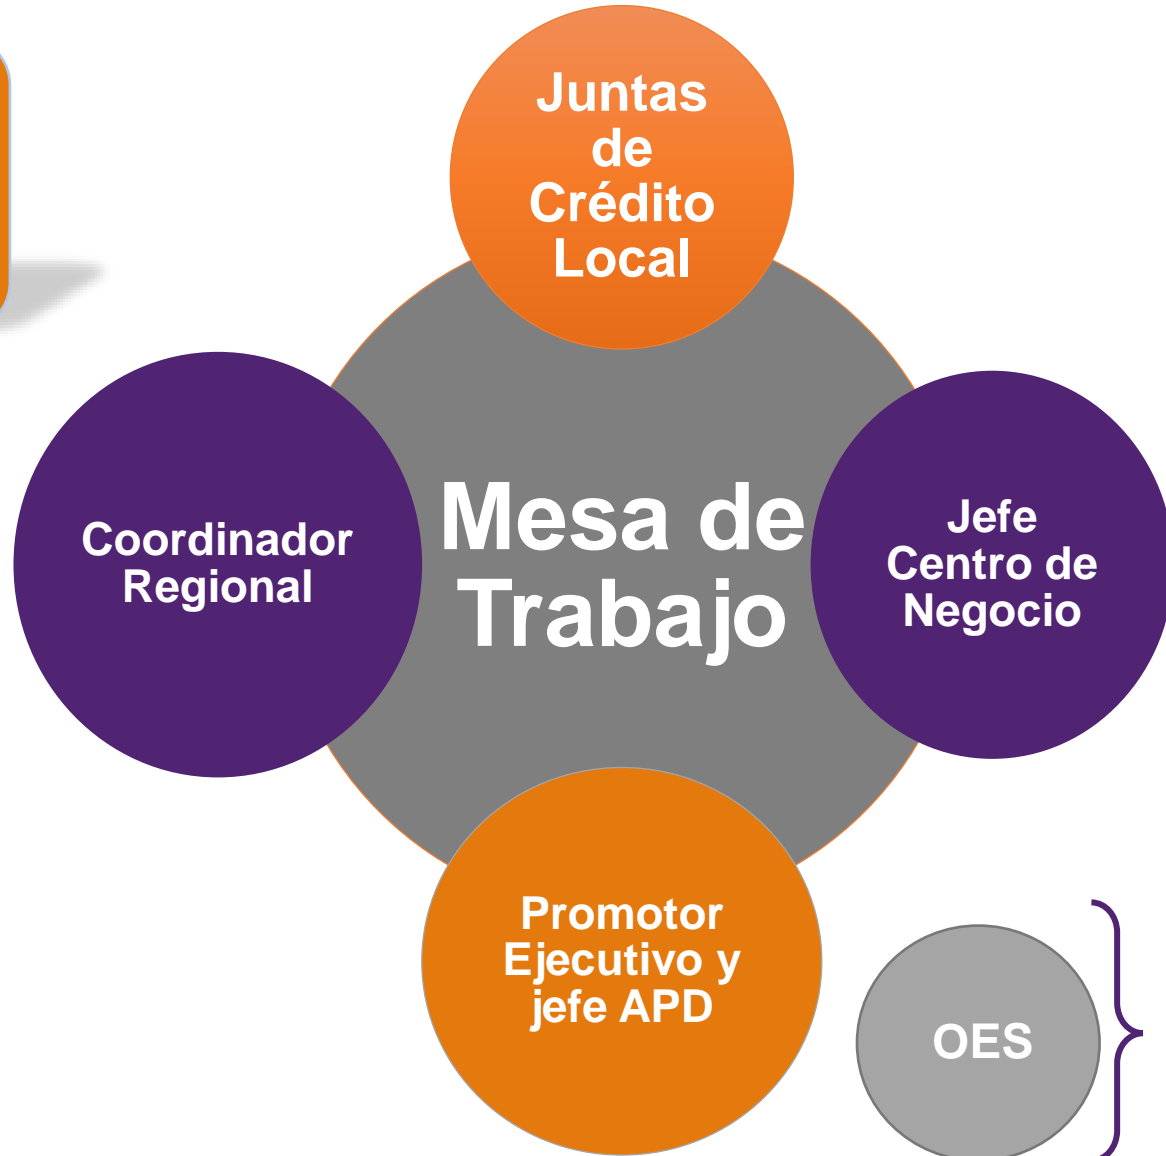 Juntas
de
Crédito
Local
Coordinador
Regional
Mesa de
Trabajo
Jefe
Centro de
Negocio
Promotor
Ejecutivo y
jefe APD
OES